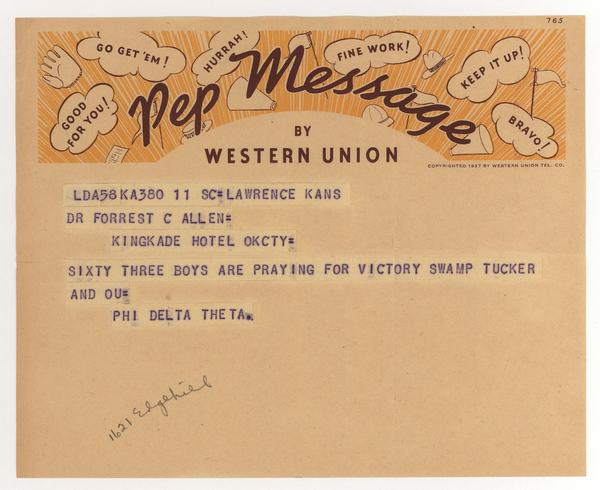 765
GO GET 'EM!
HURRAH!
FINE WORK!
KEEP IT UP!
GOOD FOR YOU!
BRAVO!
Pep Message
BY
WESTERN UNION
COPYRIGHTED 1937 BY WESTERN UNION TEL. CO.
LDA58 KA380 11 SC=LAWRENCE KANS
DR FORREST C ALLEN=
KINGKADE HOTEL OKCTY=
SIXTY THREE BOYS ARE PRAYING FOR VICTORY SWAMP TUCKER
AND OU=
PHI DELTA THETA.
1621 Edgehill